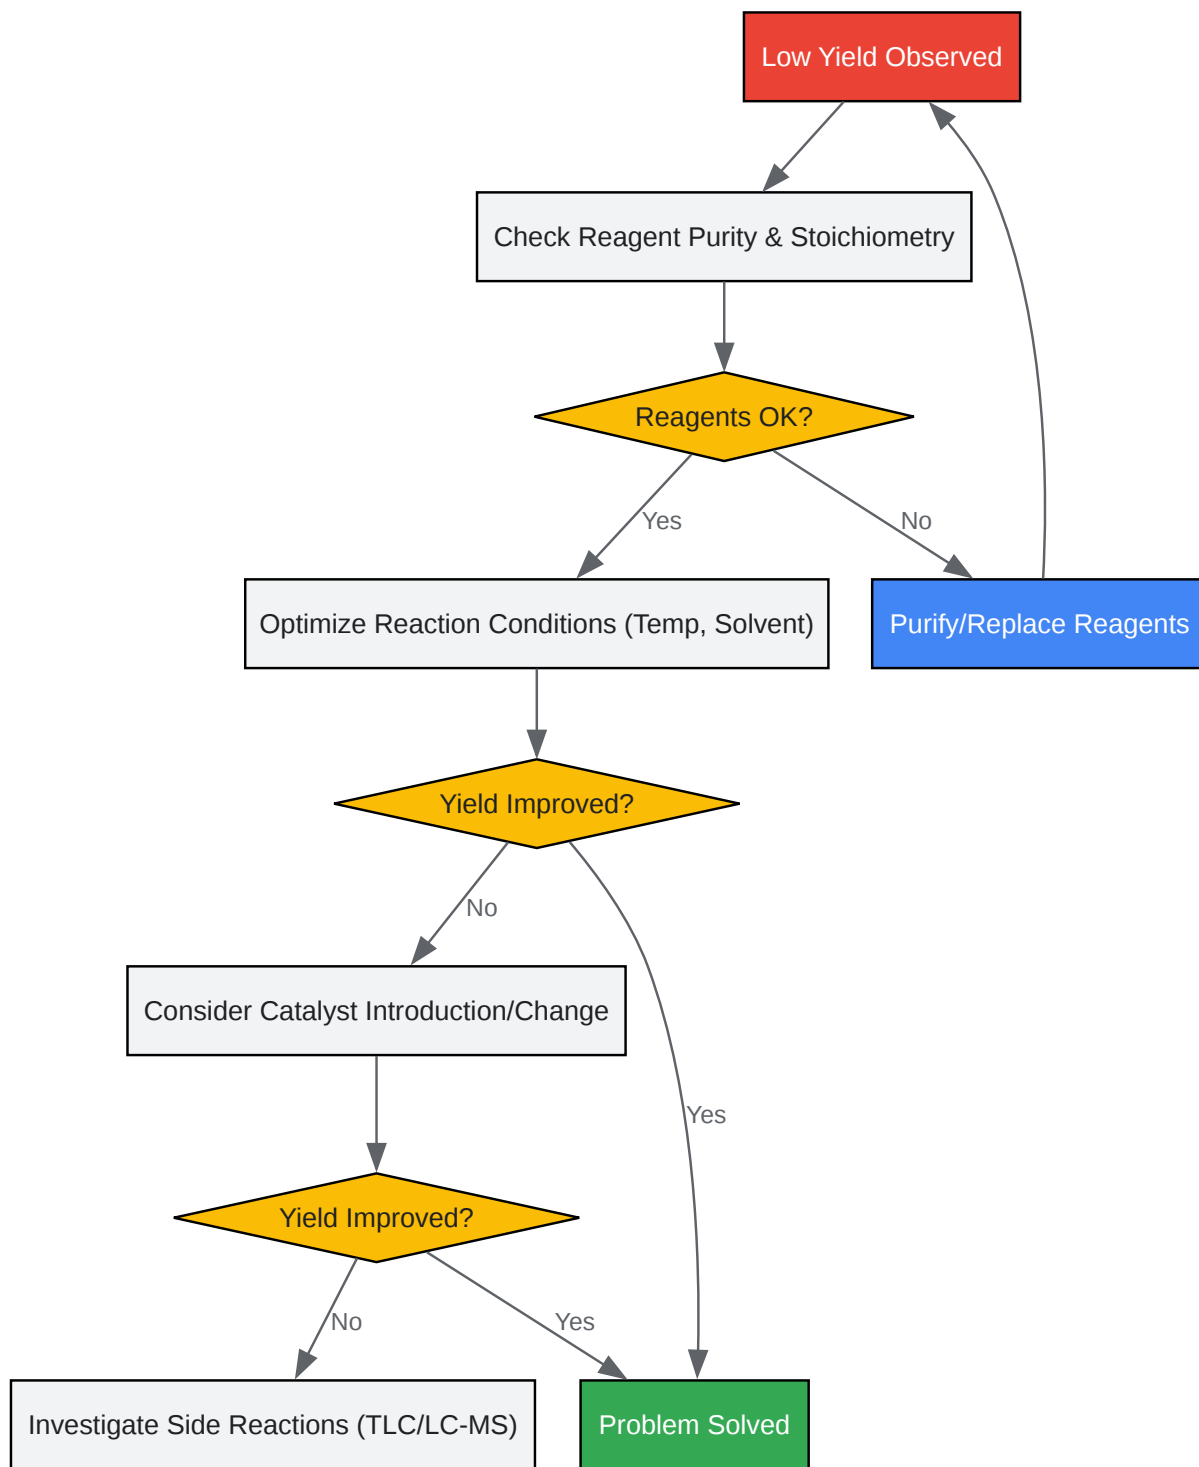 Low Yield Observed
Check Reagent Purity & Stoichiometry
Reagents OK?
Yes
No
Optimize Reaction Conditions (Temp, Solvent)
Purify/Replace Reagents
Yield Improved?
No
Consider Catalyst Introduction/Change
Yes
Yield Improved?
No
Yes
Investigate Side Reactions (TLC/LC-MS)
Problem Solved